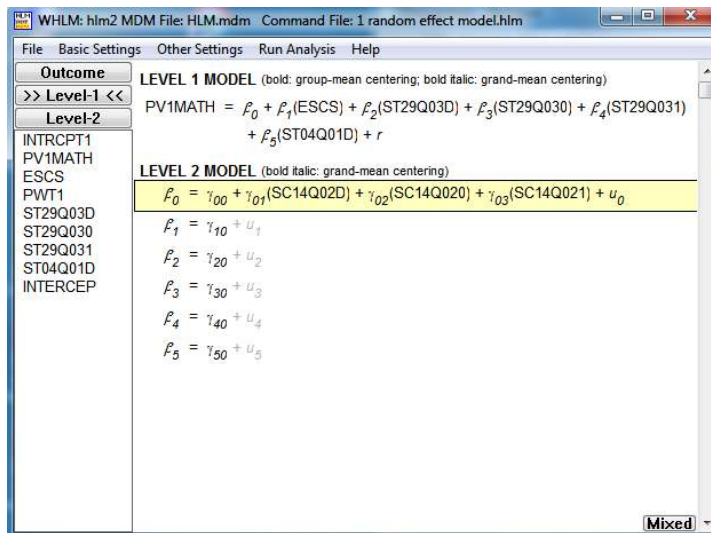 WHLM: hlm2 MDM File: HLM.mdm Command File: 1 random effect model.hlm
File Basic Settings Other Settings Run Analysis Help
Outcome
>> Level-1 <<
Level-2
INTRCPT1
PV1MATH
ESCS
PWT1
ST29Q03D
ST29Q030
ST29Q031
ST04Q01D
INTERCEP
LEVEL 1 MODEL (bold: group-mean centering; bold italic: grand-mean centering)
PV1MATH = β0 + β1(ESCS) + β2(ST29Q03D) + β3(ST29Q030) + β4(ST29Q031)
+ β5(ST04Q01D) + r
LEVEL 2 MODEL (bold italic: grand-mean centering)
β0 = γ00 + γ01(SC14Q02D) + γ02(SC14Q020) + γ03(SC14Q021) + u0
β1 = γ10 + u1
β2 = γ20 + u2
β3 = γ30 + u3
β4 = γ40 + u4
β5 = γ50 + u5
Mixed